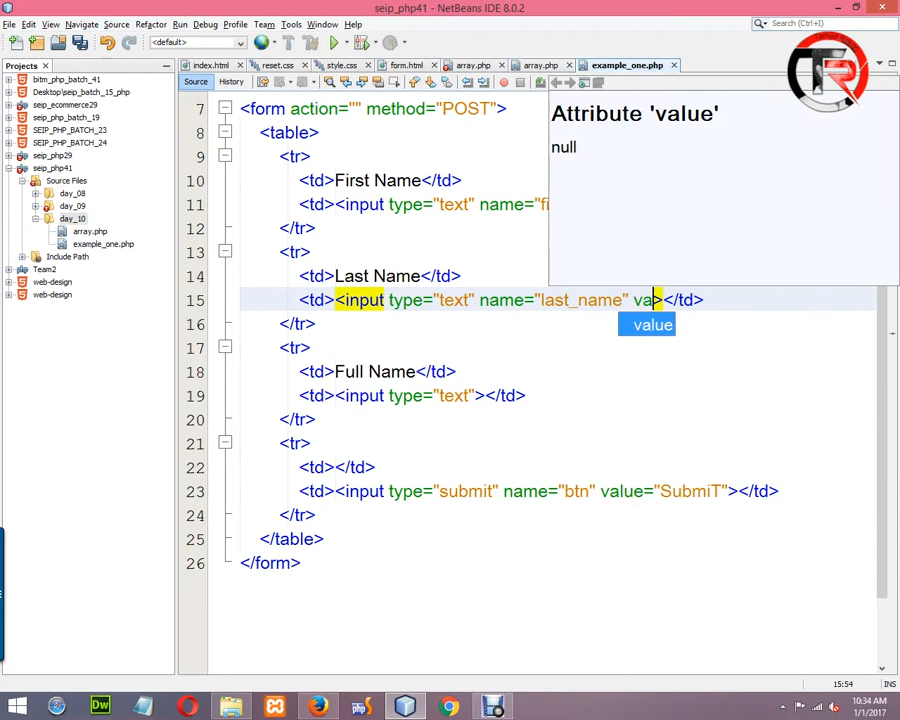 seip_php41 - NetBeans IDE 8.0.2
File Edit View Navigate Source Refactor Run Debug Profile Team Tools Window Help
Search (Ctrl+I)
<default>
Projects
index.html reset.css style.css form.html array.php array.php example_one.php
Source History
bitm_php_batch_41
Desktop/seip_batch_15_php
seip_ecommerce29
seip_php_batch_19
SEIP_PHP_BATCH_23
SEIP_PHP_BATCH_24
seip_php29
seip_php41
Source Files
day_08
day_09
day_10
array.php
example_one.php
Include Path
Team2
web-design
web-design
7 <form action="" method="POST">
8 <table>
9 <tr>
10 <td>First Name</td>
11 <td><input type="text" name="fi
12 </tr>
13 <tr>
14 <td>Last Name</td>
15 <td><input type="text" name="last_name" va></td>
16 </tr>
17 <tr>
18 <td>Full Name</td>
19 <td><input type="text"></td>
20 </tr>
21 <tr>
22 <td></td>
23 <td><input type="submit" name="btn" value="SubmiT"></td>
24 </tr>
25 </table>
26 </form>
Attribute 'value'
null
value
15:54 INS
Dw
php
10:34 AM
1/1/2017